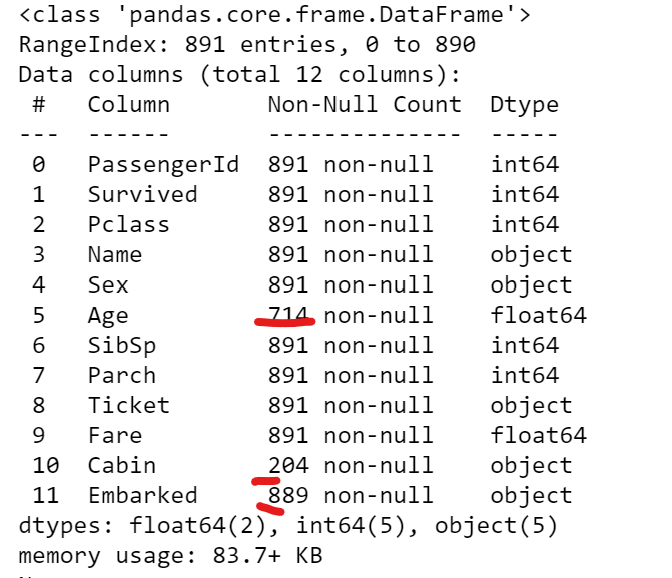 <class 'pandas.core.frame.DataFrame'>
RangeIndex: 891 entries, 0 to 890
Data columns (total 12 columns):
 #   Column       Non-Null Count  Dtype
---  ------       --------------  -----
 0   PassengerId  891 non-null    int64
 1   Survived     891 non-null    int64
 2   Pclass       891 non-null    int64
 3   Name         891 non-null    object
 4   Sex          891 non-null    object
 5   Age          714 non-null    float64
 6   SibSp        891 non-null    int64
 7   Parch        891 non-null    int64
 8   Ticket       891 non-null    object
 9   Fare         891 non-null    float64
 10  Cabin        204 non-null    object
 11  Embarked     889 non-null    object
dtypes: float64(2), int64(5), object(5)
memory usage: 83.7+ KB